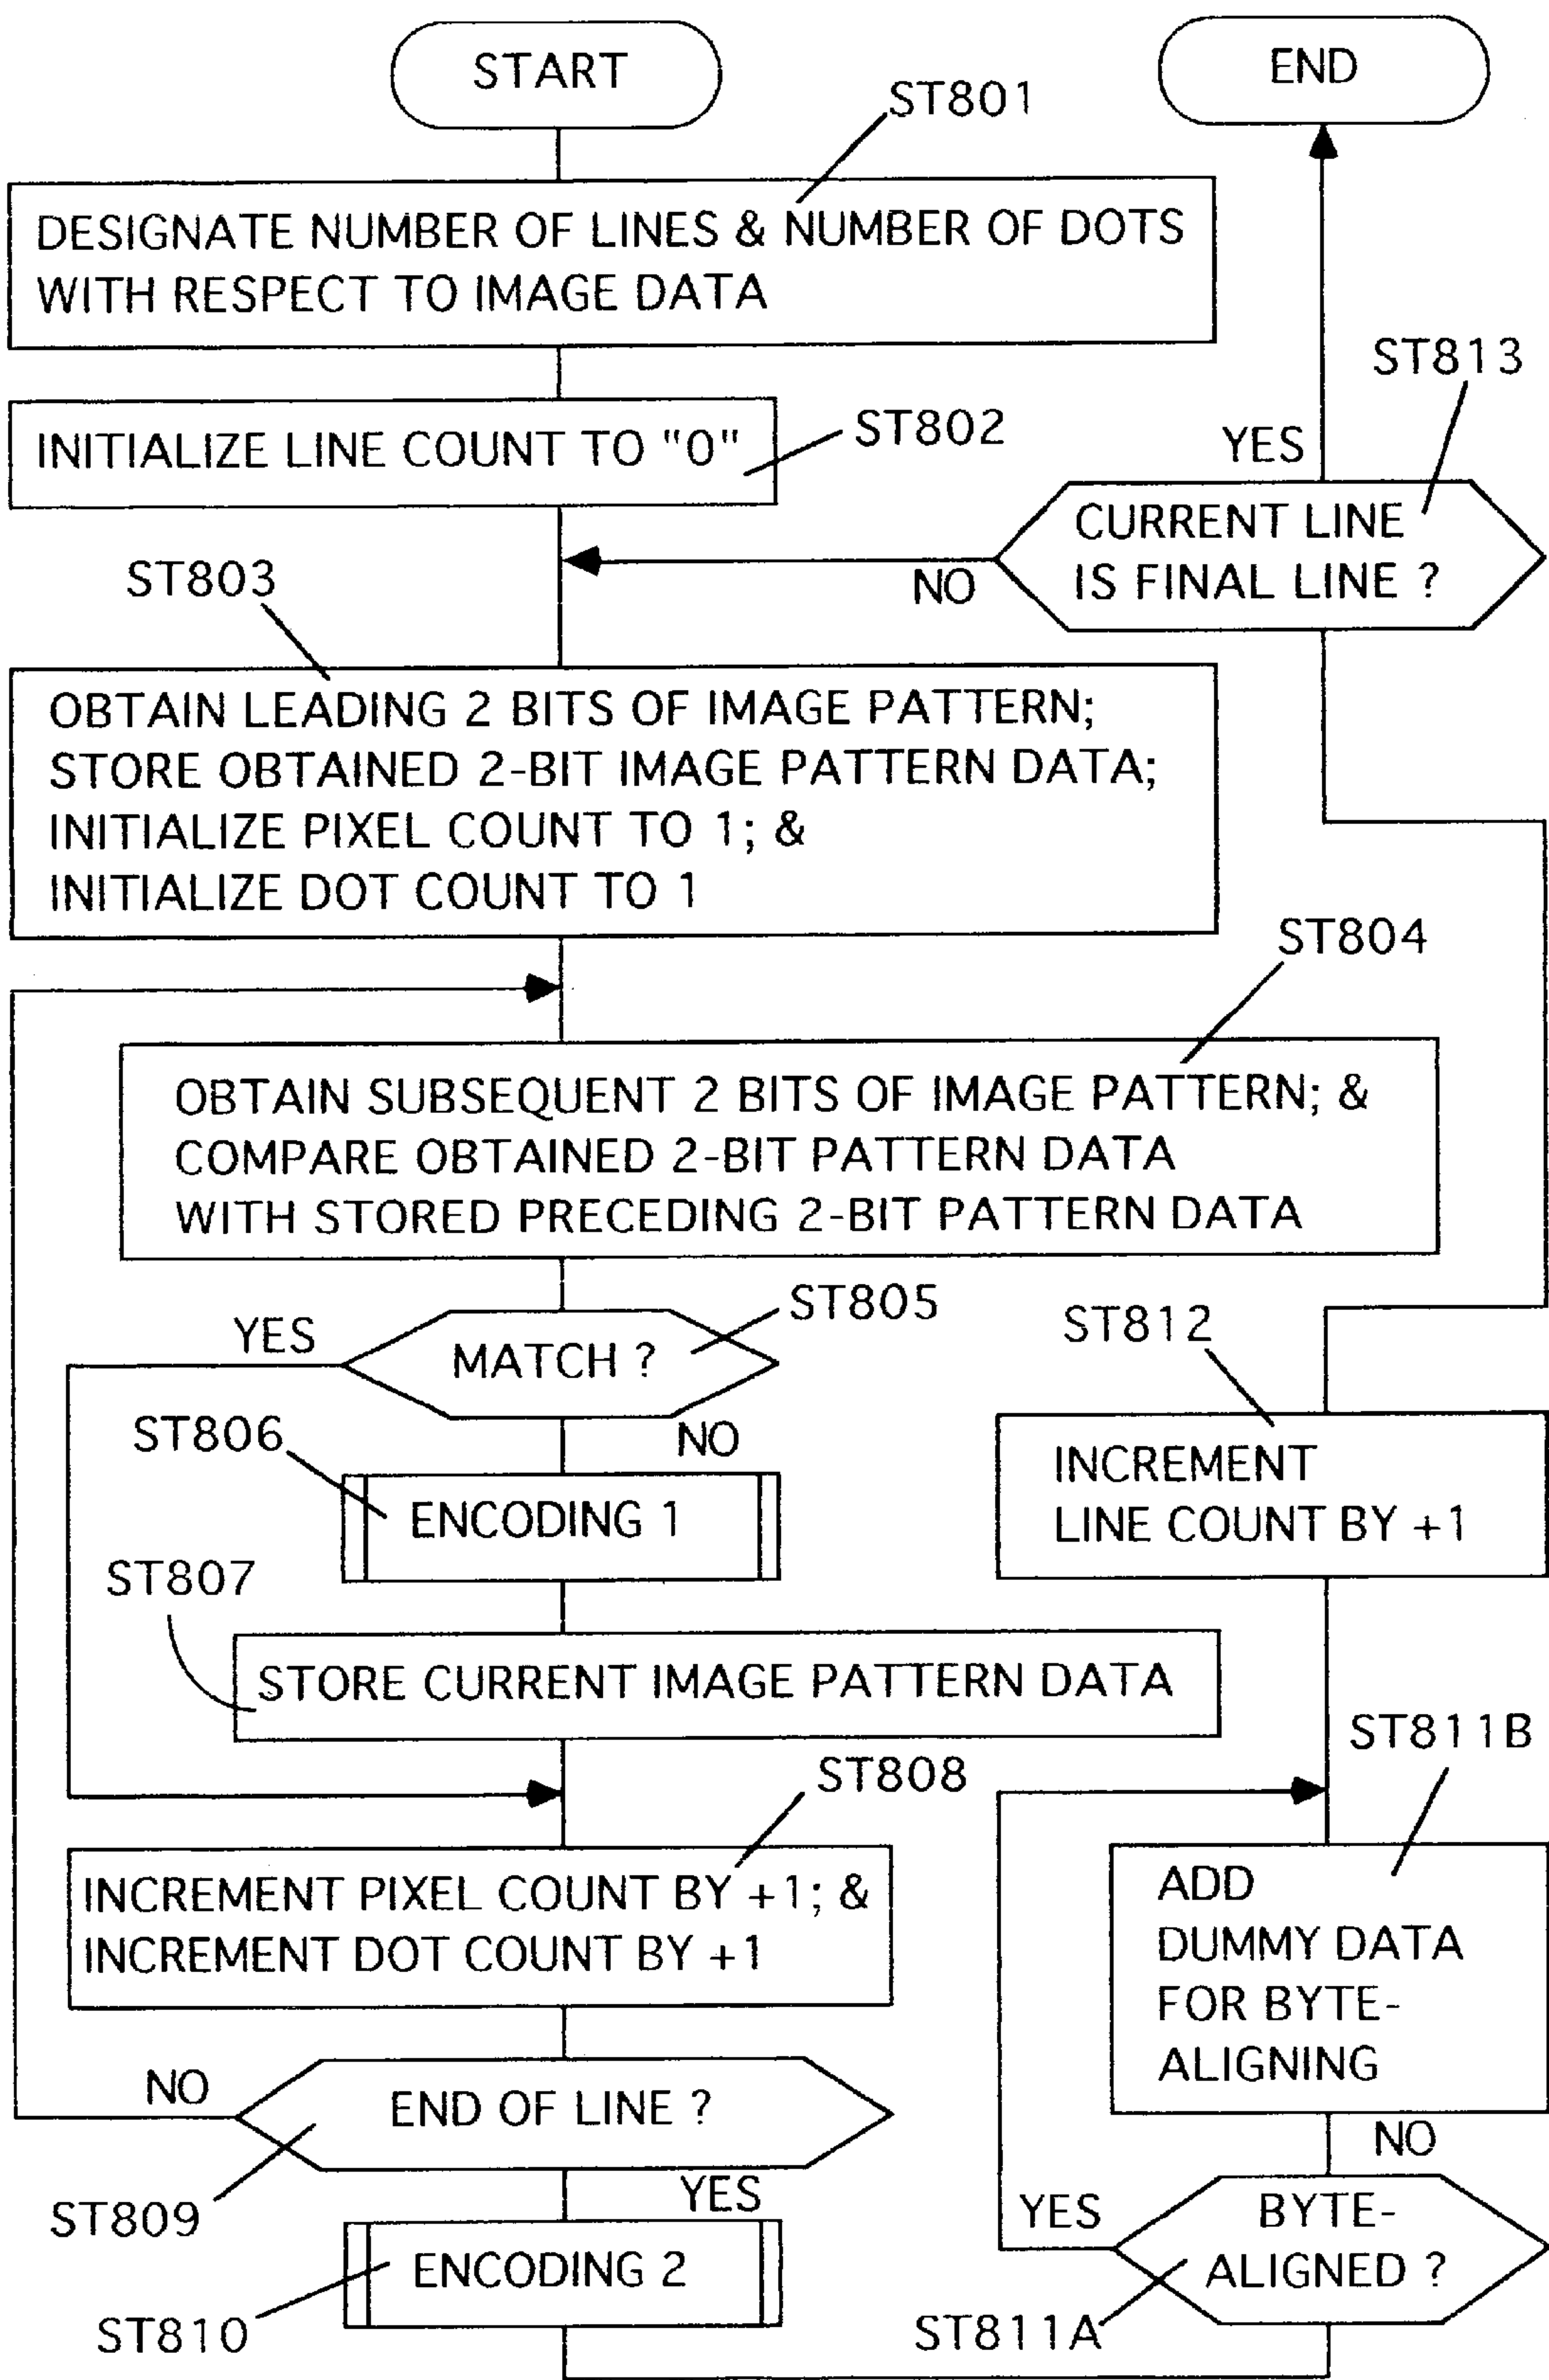 START
END
ST801
DESIGNATE NUMBER OF LINES & NUMBER OF DOTS
WITH RESPECT TO IMAGE DATA
ST813
INITIALIZE LINE COUNT TO "0"
ST802
YES
CURRENT LINE
IS FINAL LINE ?
NO
ST803
OBTAIN LEADING 2 BITS OF IMAGE PATTERN;
STORE OBTAINED 2-BIT IMAGE PATTERN DATA;
INITIALIZE PIXEL COUNT TO 1; &
INITIALIZE DOT COUNT TO 1
ST804
OBTAIN SUBSEQUENT 2 BITS OF IMAGE PATTERN; &
COMPARE OBTAINED 2-BIT PATTERN DATA
WITH STORED PRECEDING 2-BIT PATTERN DATA
ST805
YES
MATCH ?
ST806
NO
ENCODING 1
ST812
INCREMENT
LINE COUNT BY +1
ST807
STORE CURRENT IMAGE PATTERN DATA
ST811B
ST808
INCREMENT PIXEL COUNT BY +1; &
INCREMENT DOT COUNT BY +1
ADD
DUMMY DATA
FOR BYTE-
ALIGNING
NO
NO
END OF LINE ?
ST809
YES
YES
BYTE-
ALIGNED ?
ENCODING 2
ST810
ST811A